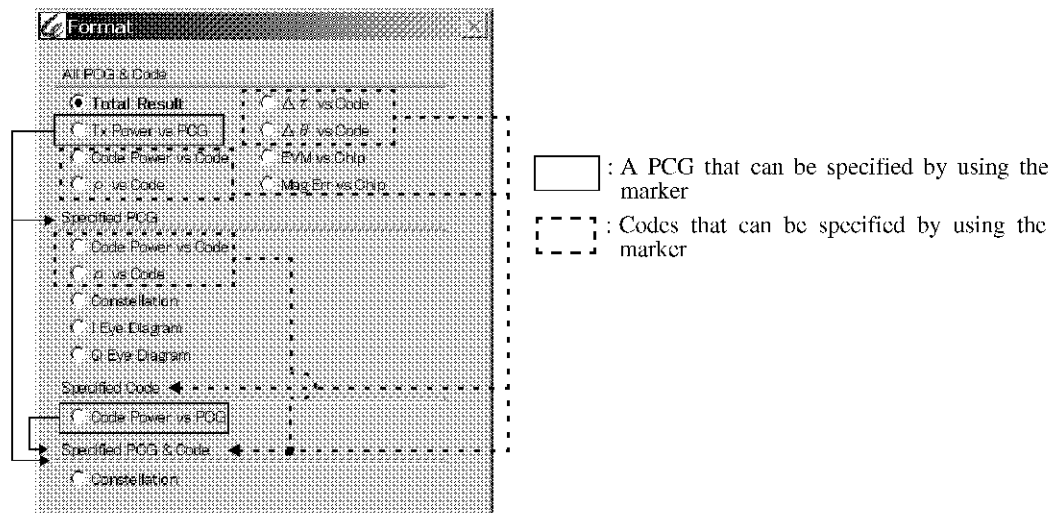 Format
All PCG & Code
Total Result
Δτ vs Code
Tx Power vs PCG
Δθ vs Code
Code Power vs Code
EVM vs Chip
ρ vs Code
Mag Err vs Chip
Specified PCG
Code Power vs Code
ρ vs Code
Constellation
I Eye Diagram
Q Eye Diagram
Specified Code
Code Power vs PCG
Specified PCG & Code
Constellation
: A PCG that can be specified by using the
marker
: Codes that can be specified by using the
marker